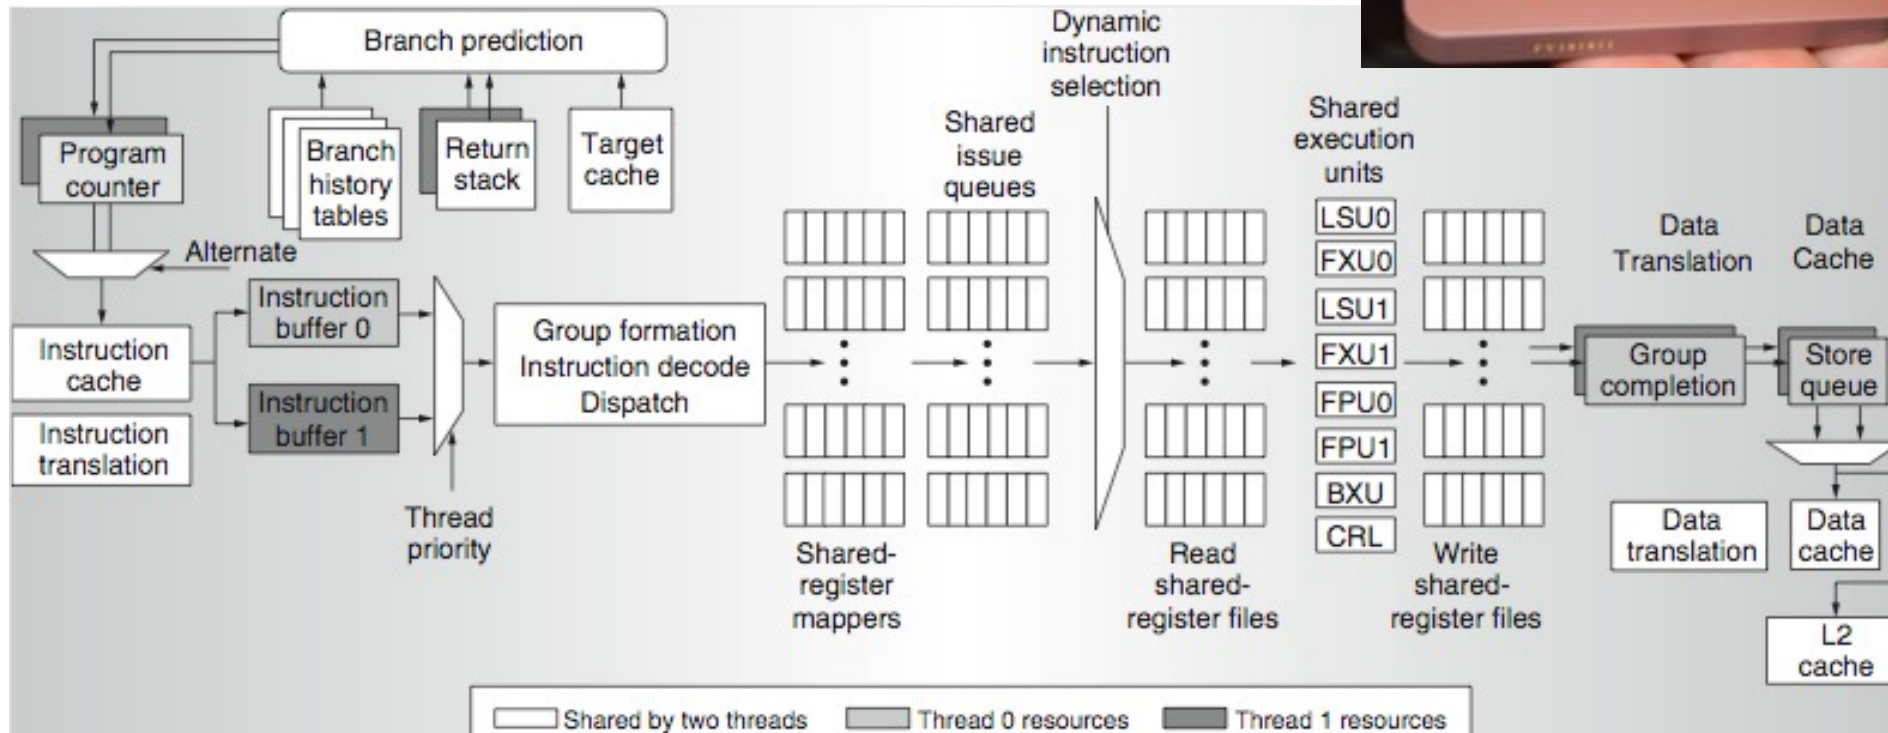 Branch prediction
Program
counter
Branch
history
tables
Return
stack
Target
cache
Alternate
Instruction
cache
Instruction
translation
Instruction
buffer 0
Instruction
buffer 1
Thread
priority
Group formation
Instruction decode
Dispatch
Shared-
register
mappers
Shared
issue
queues
Dynamic
instruction
selection
Read
shared-
register files
Shared
execution
units
LSU0
FXU0
LSU1
FXU1
FPU0
FPU1
BXU
CRL
Write
shared-
register files
Data
Translation
Data
Cache
Group
completion
Store
queue
Data
translation
Data
cache
L2
cache
Shared by two threads
Thread 0 resources
Thread 1 resources